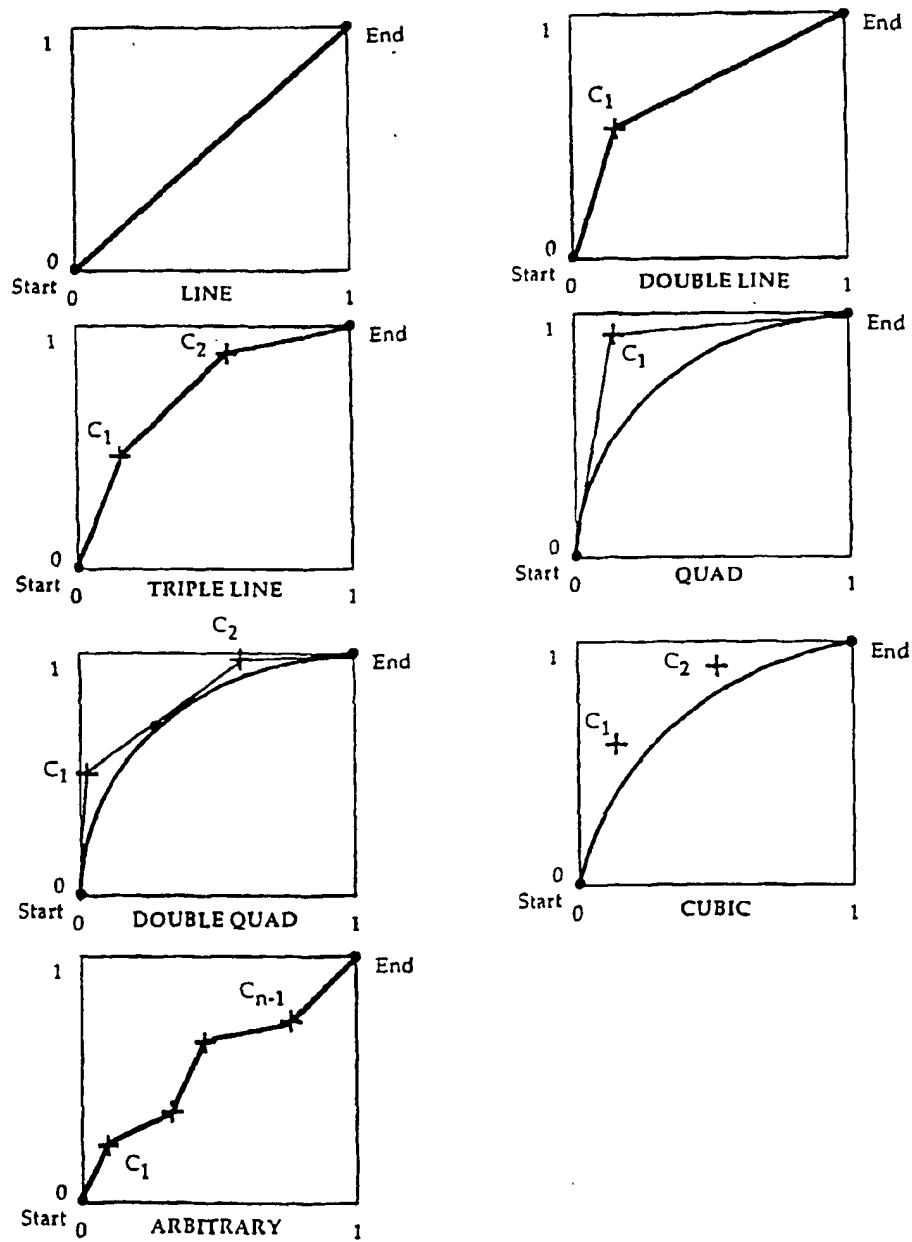 1
End
0
Start
0
LINE
1
1
End
C1
0
Start
0
DOUBLE LINE
1
1
C2
End
C1
0
Start
0
TRIPLE LINE
1
1
End
C1
0
Start
0
QUAD
1
C2
1
End
C1
0
Start
0
DOUBLE QUAD
1
1
End
C2
C1
0
Start
0
CUBIC
1
1
End
Cn-1
C1
0
Start
0
ARBITRARY
1